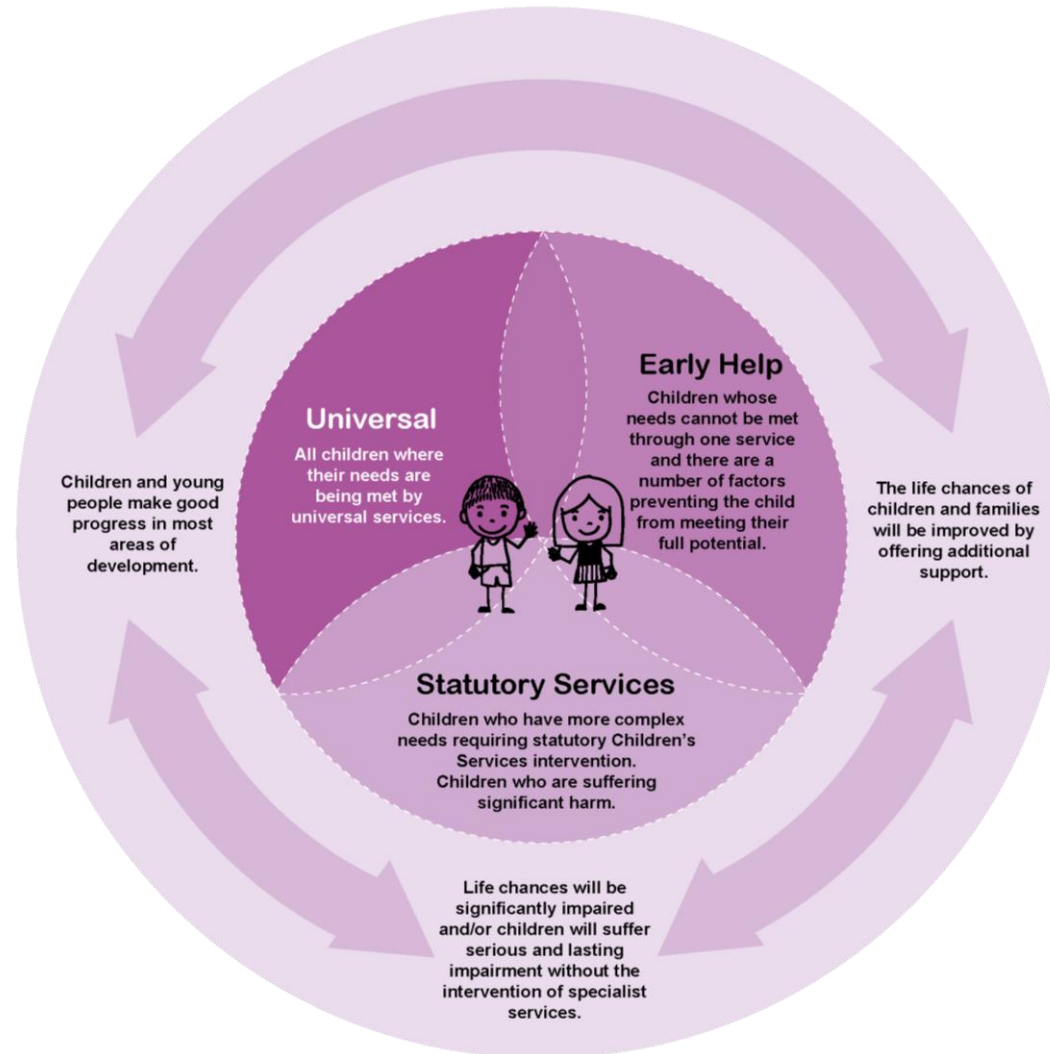 Universal
All children where
their needs are
being met by
universal services.
Early Help
Children whose
needs cannot be met
through one service
and there are a
number of factors
preventing the child
from meeting their
full potential.
Children and young
people make good
progress in most
areas of
development.
The life chances of
children and families
will be improved by
offering additional
support.
Statutory Services
Children who have more complex
needs requiring statutory Children’s
Services intervention.
Children who are suffering
significant harm.
Life chances will be
significantly impaired
and/or children will suffer
serious and lasting
impairment without the
intervention of specialist
services.